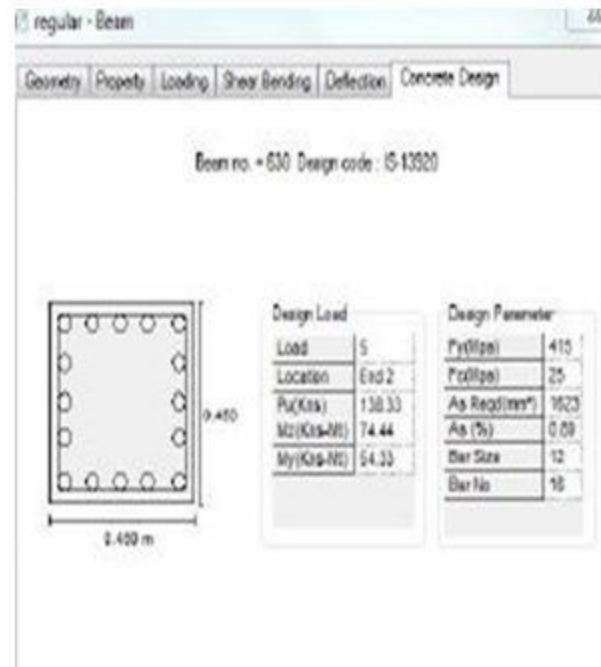 regular - Beam
Geometry Property Loading Shear Bending Deflection Concrete Design
Beam no. = 630 Design code : IS-13920
Design Load
Load 5
Location End 2
Pu(Kns) 138.33
Mz(Kns-Mt) 74.44
My(Kns-Mt)
Design Parameter
Fy(Mpa) 415
Fc(Mpa) 25
As Reqd(mm²) 1623
As (%) 0.89
Bar Size 12
Bar No 16
0.450
0.450 m